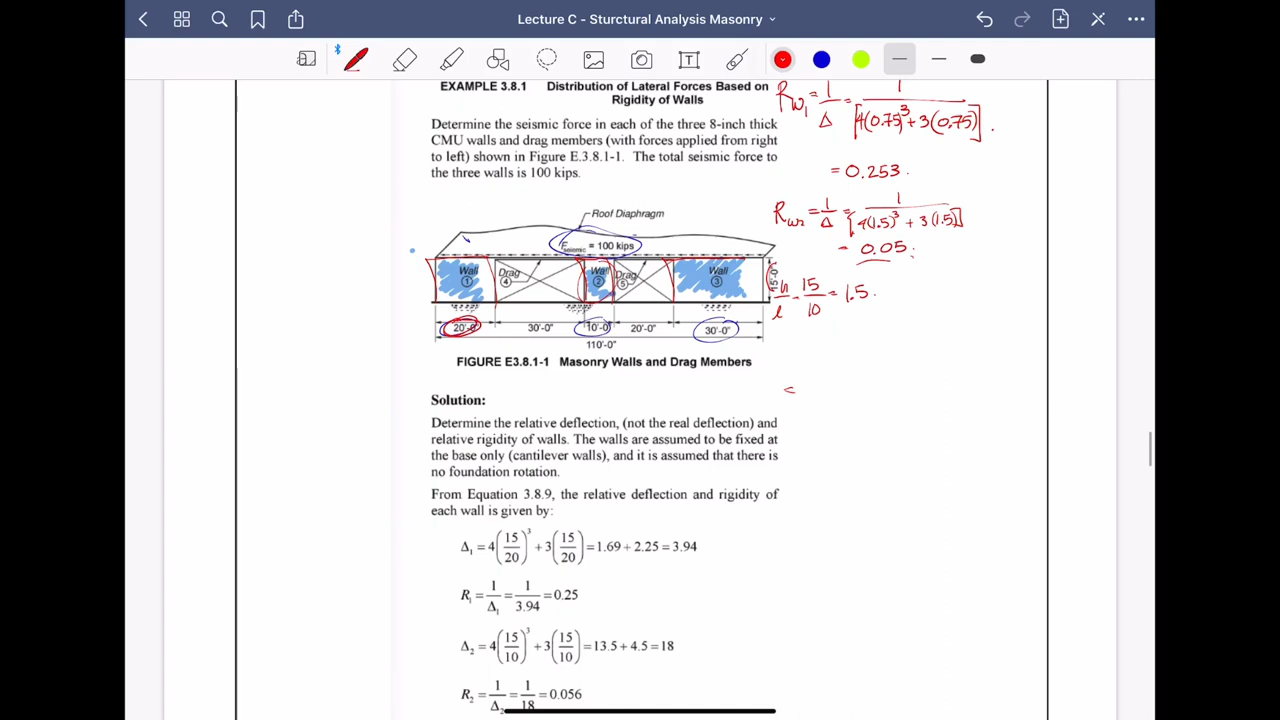 Lecture C - Sturctural Analysis Masonry
EXAMPLE 3.8.1 Distribution of Lateral Forces Based on
Rigidity of Walls
Determine the seismic force in each of the three 8-inch thick
CMU walls and drag members (with forces applied from right
to left) shown in Figure E.3.8.1-1. The total seismic force to
the three walls is 100 kips.
Roof Diaphragm
Fseismic = 100 kips
Wall
1
Drag
4
Wall
2
Drag
5
Wall
3
15'-0"
20'-0"
30'-0"
10'-0"
20'-0"
30'-0"
110'-0"
FIGURE E3.8.1-1 Masonry Walls and Drag Members
Solution:
Determine the relative deflection, (not the real deflection) and
relative rigidity of walls. The walls are assumed to be fixed at
the base only (cantilever walls), and it is assumed that there is
no foundation rotation.
From Equation 3.8.9, the relative deflection and rigidity of
each wall is given by:
Δ₁ = 4(15/20)³ + 3(15/20) = 1.69 + 2.25 = 3.94
R₁ = 1/Δ₁ = 1/3.94 = 0.25
Δ₂ = 4(15/10)³ + 3(15/10) = 13.5 + 4.5 = 18
R₂ = 1/Δ₂ = 1/18 = 0.056
Rw₁ = 1/Δ = 1/[4(0.75)³ + 3(0.75)].
= 0.253.
Rw₂ = 1/Δ = 1/[4(1.5)³ + 3(1.5)]
= 0.05
h/l = 15/10 = 1.5